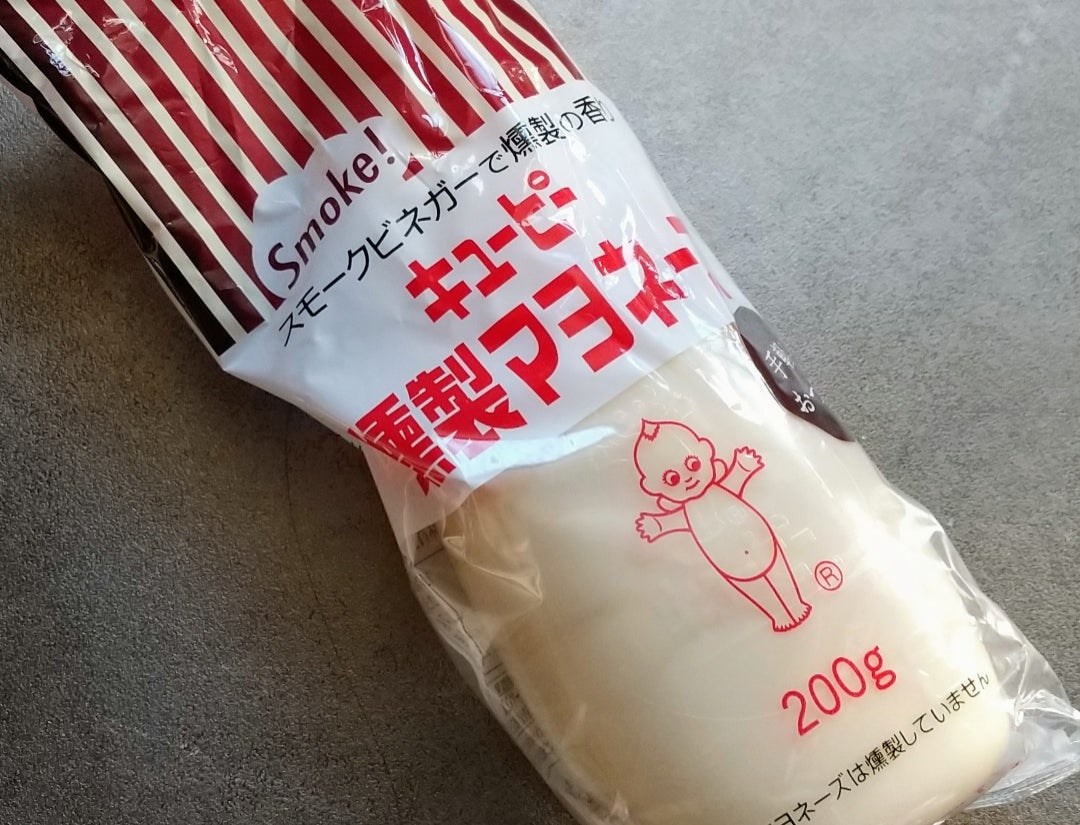 Smoke!
スモークビネガーで燻製の香り
キユーピー
燻製マヨネー
®
200g
ヨネーズは燻製していません